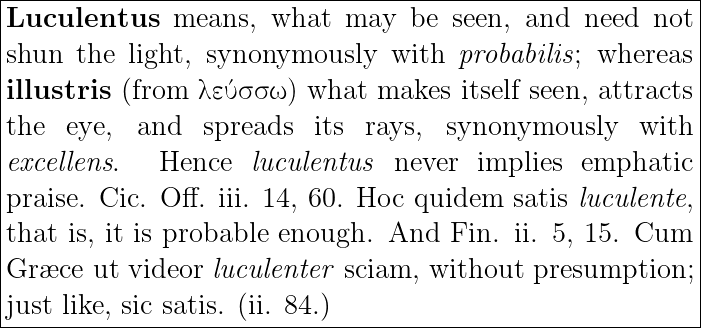 Luculentus means, what may be seen, and need not
shun the light, synonymously with probabilis; whereas
illustris (from λεύσσω) what makes itself seen, attracts
the eye, and spreads its rays, synonymously with
excellens. Hence luculentus never implies emphatic
praise. Cic. Off. iii. 14, 60. Hoc quidem satis luculente,
that is, it is probable enough. And Fin. ii. 5, 15. Cum
Græce ut videor luculenter sciam, without presumption;
just like, sic satis. (ii. 84.)